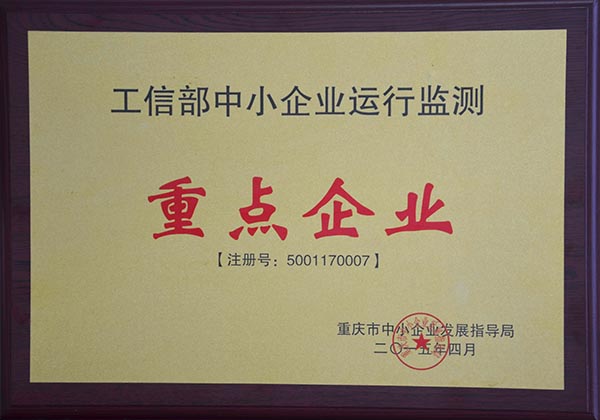 工信部中小企业运行监测
重点企业
【注册号：5001170007】
重庆市中小企业发展指导局
二〇一五年四月